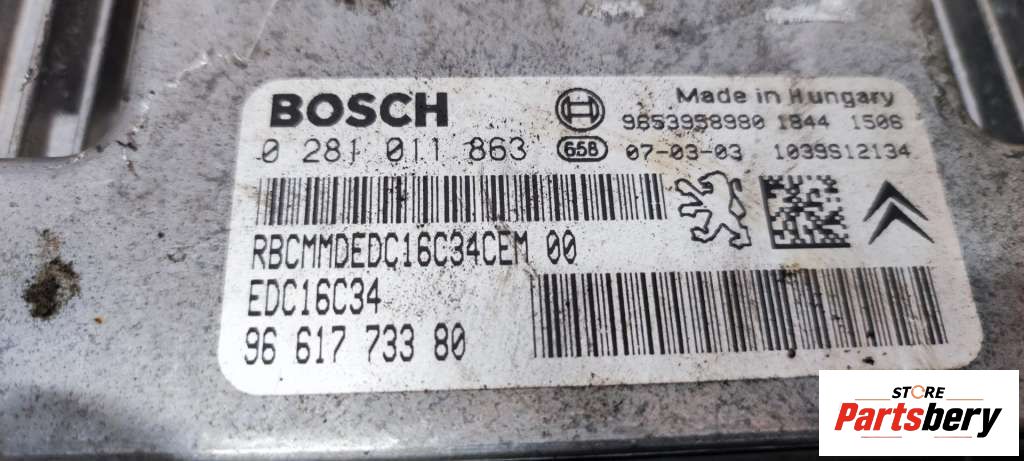 BOSCH
Made in Hungary
9653958980 1844 1506
0 281 011 863 658 07-03-03 1039S12134
RBCMMDEDC16C34CEM 00
EDC16C34
96 617 733 80
STORE
Partsbery